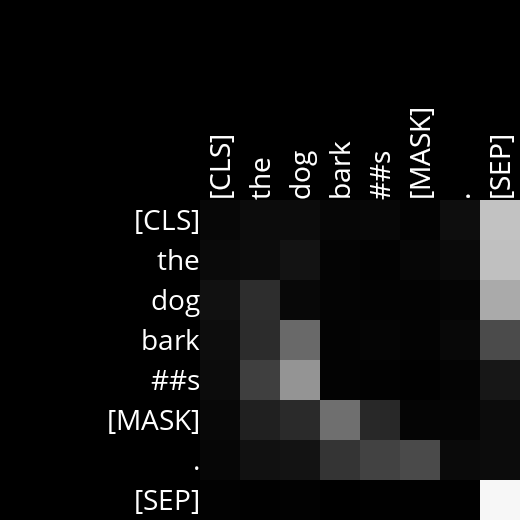 [CLS] the dog bark ##s [MASK] . [SEP]
[CLS]
the
dog
bark
##s
[MASK]
.
[SEP]